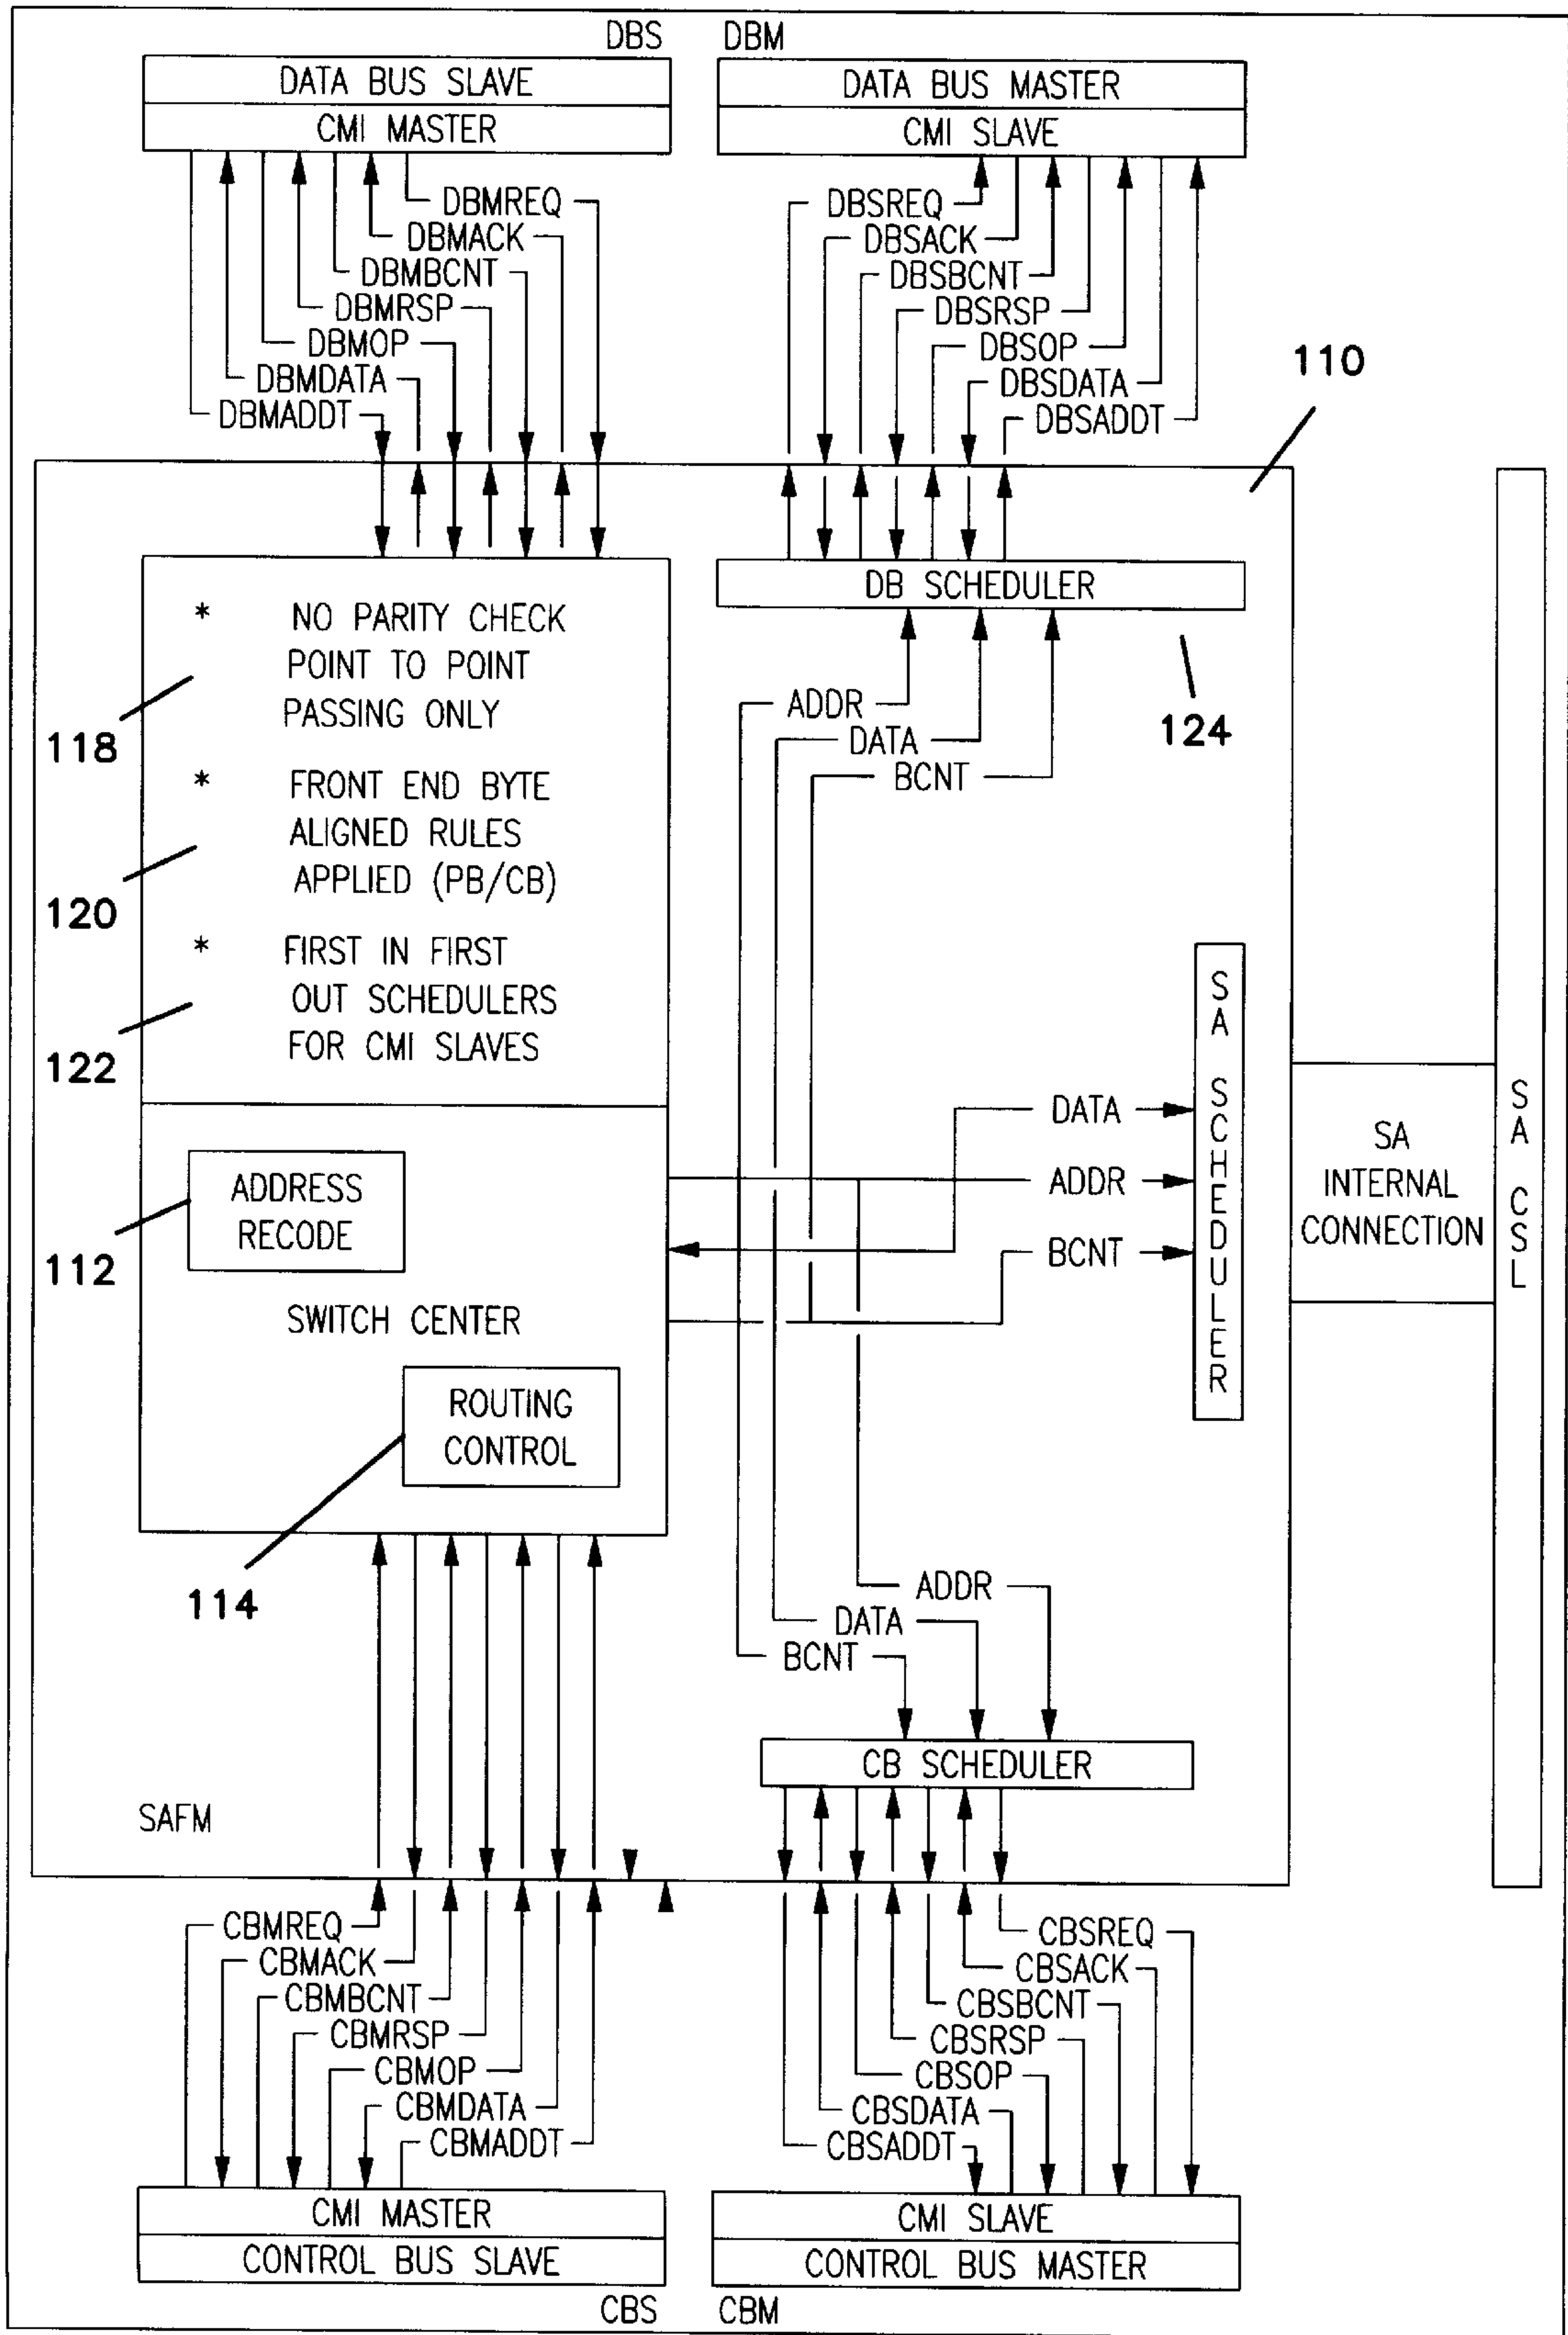 DBS
DBM
DATA BUS SLAVE
CMI MASTER
DATA BUS MASTER
CMI SLAVE
DBMREQ
DBMACK
DBMBCNT
DBMRSP
DBMOP
DBMDATA
DBMADDT
DBSREQ
DBSACK
DBSBCNT
DBSRSP
DBSOP
DBSDATA
DBSADDT
110
* NO PARITY CHECK
POINT TO POINT
PASSING ONLY
118
* FRONT END BYTE
ALIGNED RULES
APPLIED (PB/CB)
120
* FIRST IN FIRST
OUT SCHEDULERS
FOR CMI SLAVES
122
DB SCHEDULER
124
ADDR
DATA
BCNT
ADDRESS
RECODE
112
SWITCH CENTER
ROUTING
CONTROL
114
DATA
ADDR
BCNT
SA SCHEDULER
SA
INTERNAL
CONNECTION
SA CSL
ADDR
DATA
BCNT
CB SCHEDULER
SAFM
CBMREQ
CBMACK
CBMBCNT
CBMRSP
CBMOP
CBMDATA
CBMADDT
CBSREQ
CBSACK
CBSBCNT
CBSRSP
CBSOP
CBSDATA
CBSADDT
CMI MASTER
CONTROL BUS SLAVE
CMI SLAVE
CONTROL BUS MASTER
CBS
CBM